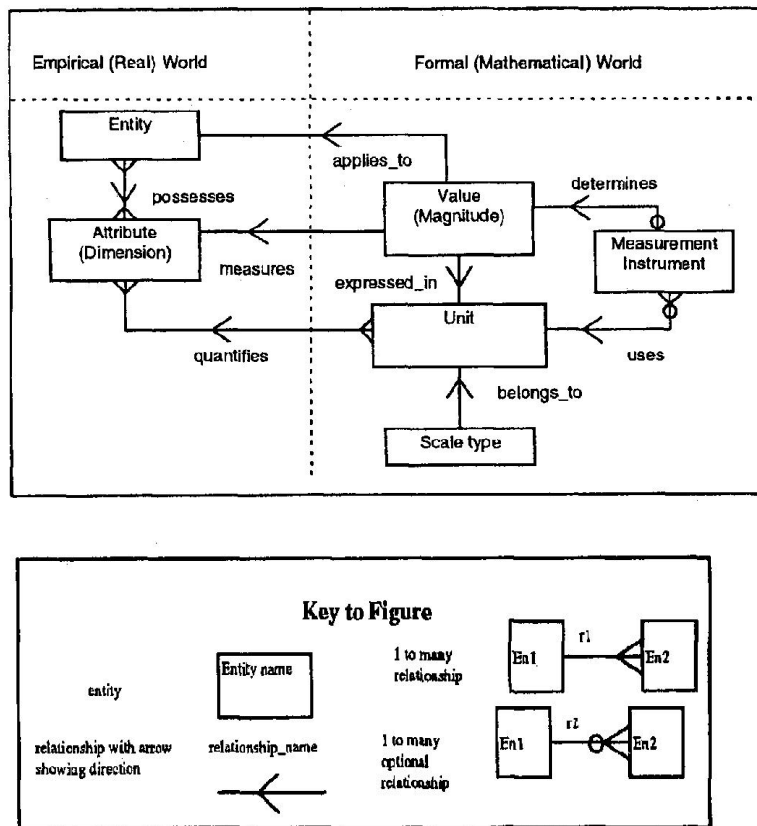 Empirical (Real) World
Formal (Mathematical) World
Entity
applies_to
possesses
Value
(Magnitude)
determines
Attribute
(Dimension)
measures
Measurement
Instrument
expressed_in
Unit
quantifies
uses
belongs_to
Scale type
Key to Figure
entity
Entity name
1 to many
relationship
En1
r1
En2
relationship with arrow
showing direction
relationship_name
1 to many
optional
relationship
En1
r2
En2